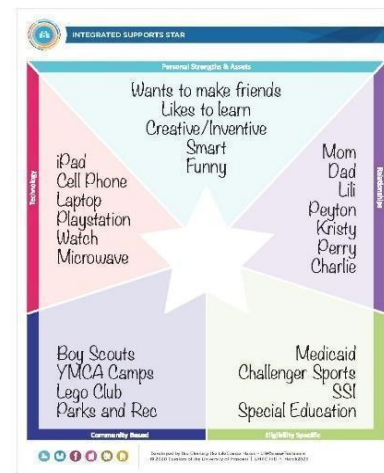 INTEGRATED SUPPORTS STAR
Personal Strengths & Assets
Wants to make friends
Likes to learn
Creative/Inventive
Smart
Funny
Technology
iPad
Cell Phone
Laptop
Playstation
Watch
Microwave
Relationships
Mom
Dad
Lili
Peyton
Kristy
Perry
Charlie
Boy Scouts
YMCA Camps
Lego Club
Parks and Rec
Community Based
Medicaid
Challenger Sports
SSI
Special Education
Eligibility Specific